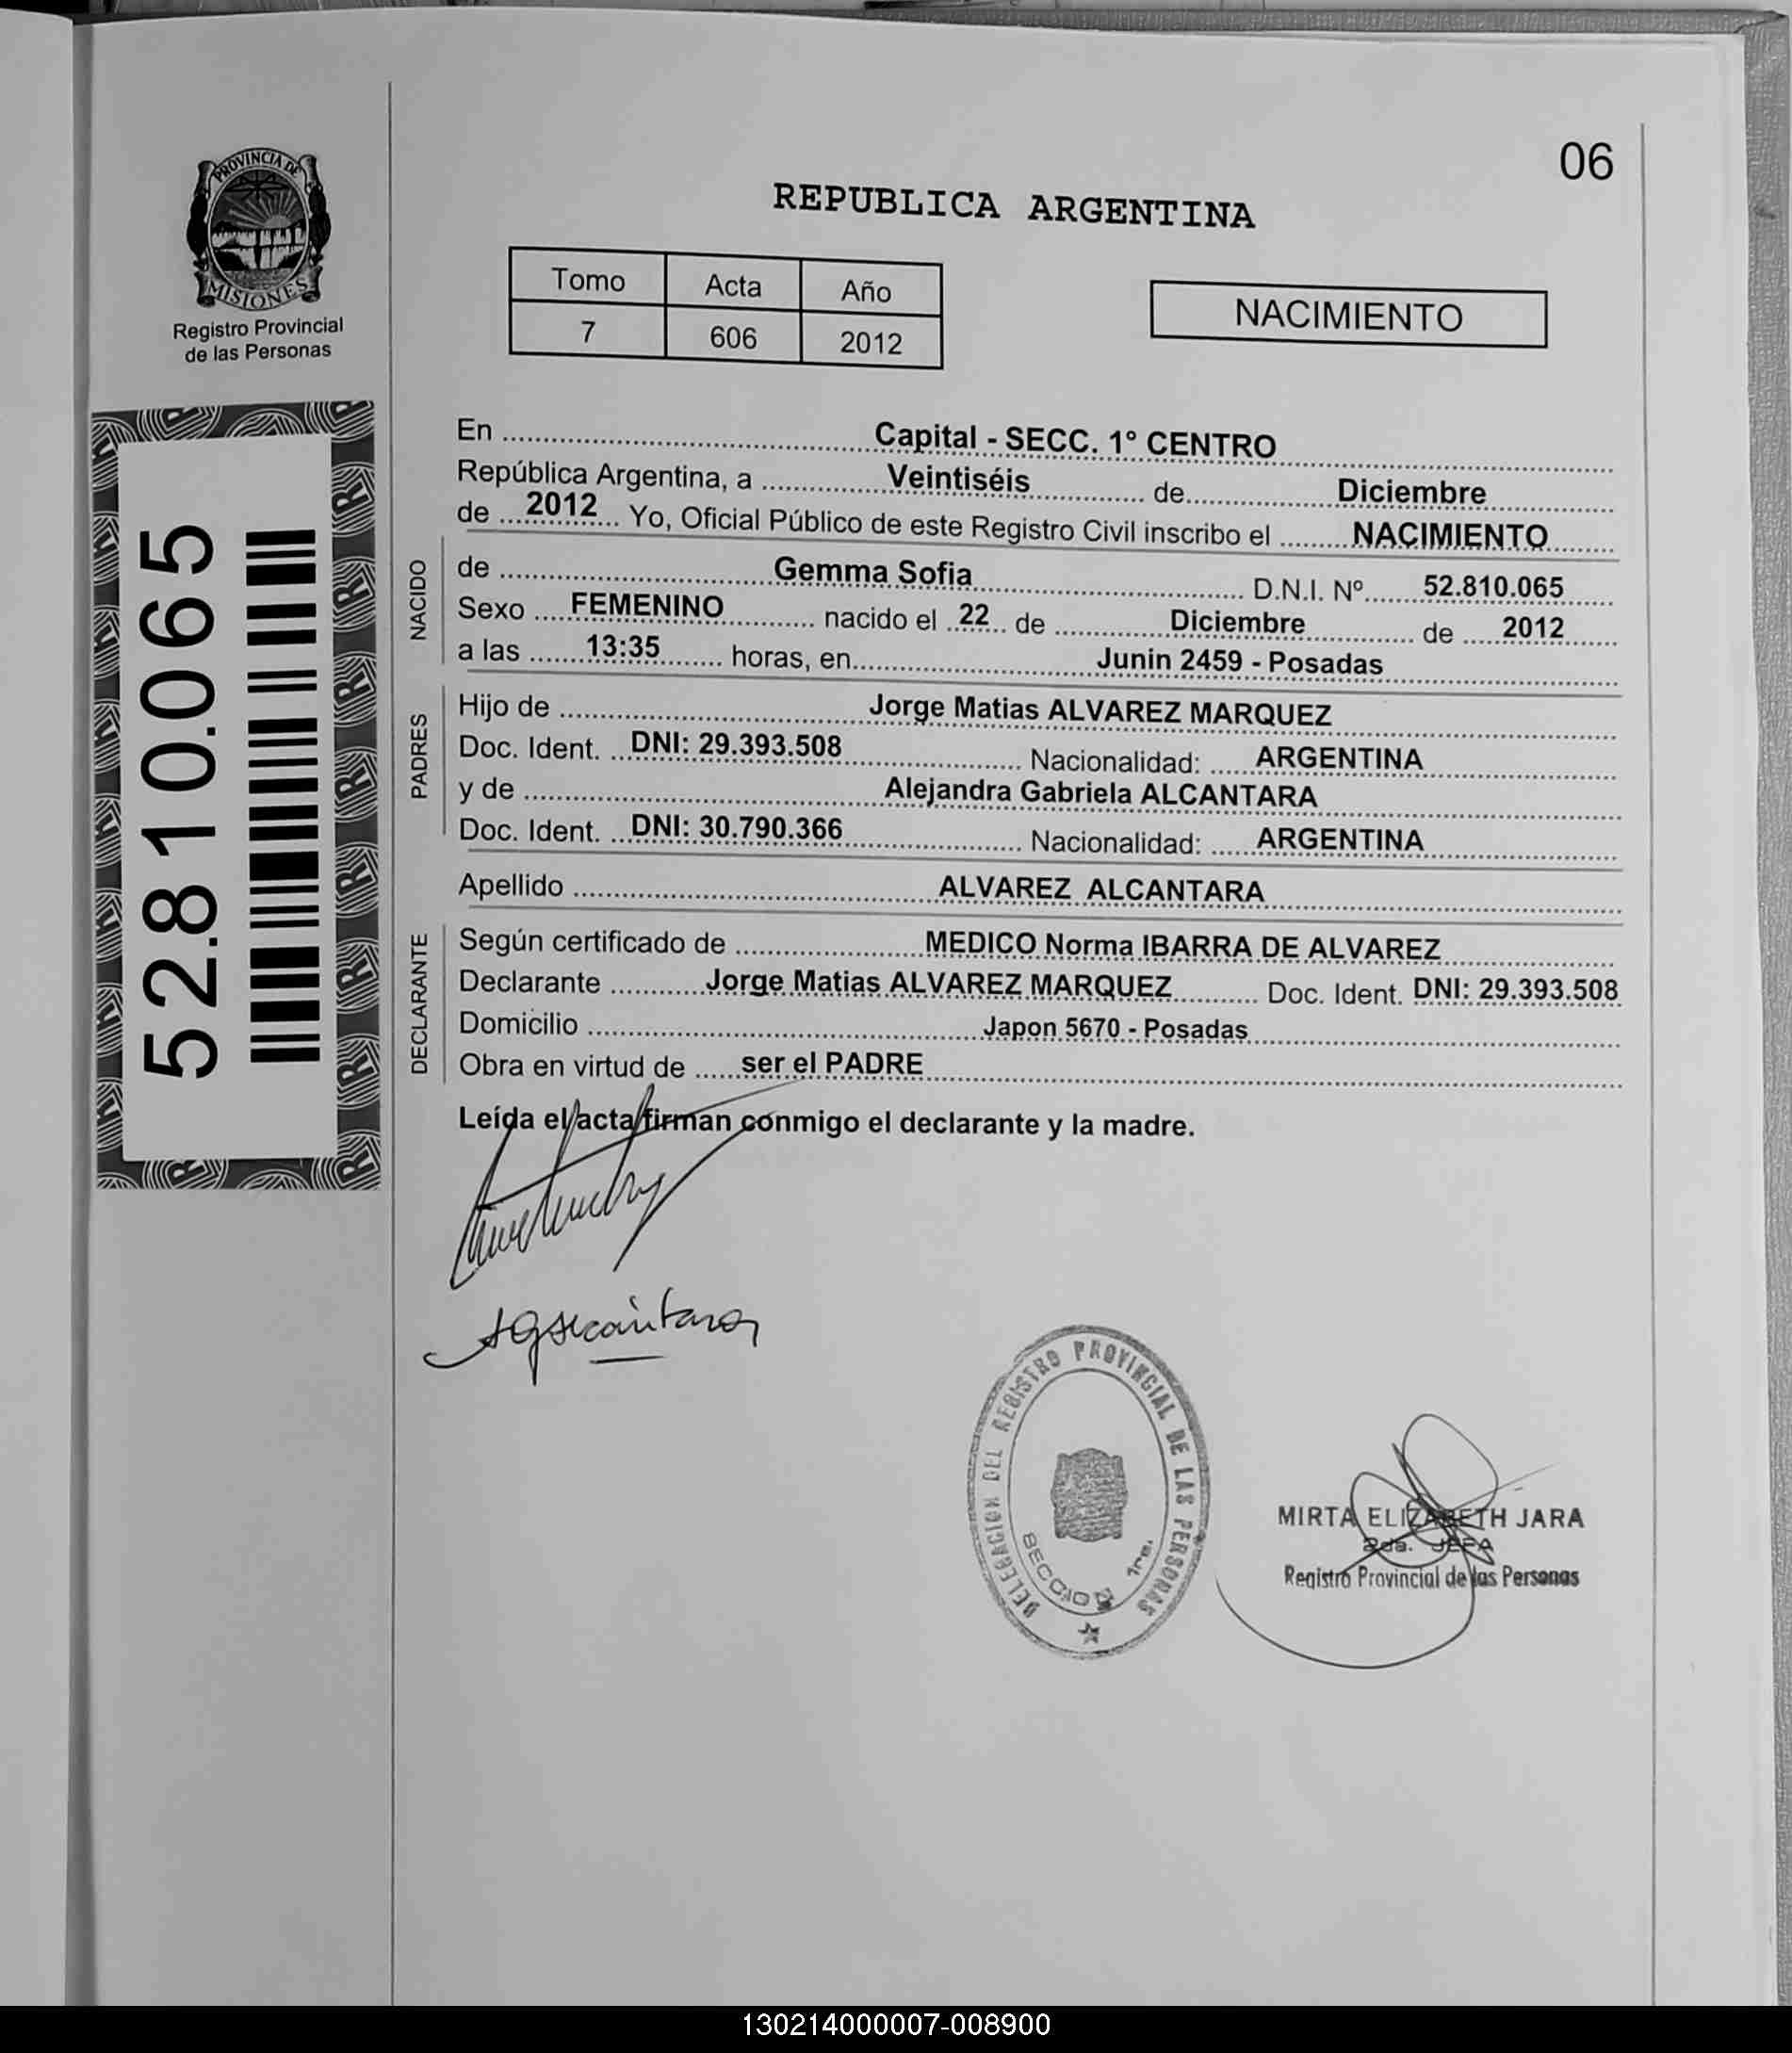 06
PROVINCIA DE
MISIONES
Registro Provincial
de las Personas
REPUBLICA ARGENTINA
Tomo Acta Año
7 606 2012
NACIMIENTO
52.810.065
En Capital - SECC. 1° CENTRO
República Argentina, a Veintiséis de Diciembre
de 2012 Yo, Oficial Público de este Registro Civil inscribo el NACIMIENTO
NACIDO
de Gemma Sofia D.N.I. Nº 52.810.065
Sexo FEMENINO nacido el 22 de Diciembre de 2012
a las 13:35 horas, en Junin 2459 - Posadas
PADRES
Hijo de Jorge Matias ALVAREZ MARQUEZ
Doc. Ident. DNI: 29.393.508 Nacionalidad: ARGENTINA
y de Alejandra Gabriela ALCANTARA
Doc. Ident. DNI: 30.790.366 Nacionalidad: ARGENTINA
Apellido ALVAREZ ALCANTARA
DECLARANTE
Según certificado de MEDICO Norma IBARRA DE ALVAREZ
Declarante Jorge Matias ALVAREZ MARQUEZ Doc. Ident. DNI: 29.393.508
Domicilio Japon 5670 - Posadas
Obra en virtud de ser el PADRE
Leída el acta firman conmigo el declarante y la madre.
DELEGACION DEL REGISTRO PROVINCIAL DE LAS PERSONAS
SECCION 1ra.
MIRTA ELIZABETH JARA
2da. JEFA
Registro Provincial de las Personas
130214000007-008900